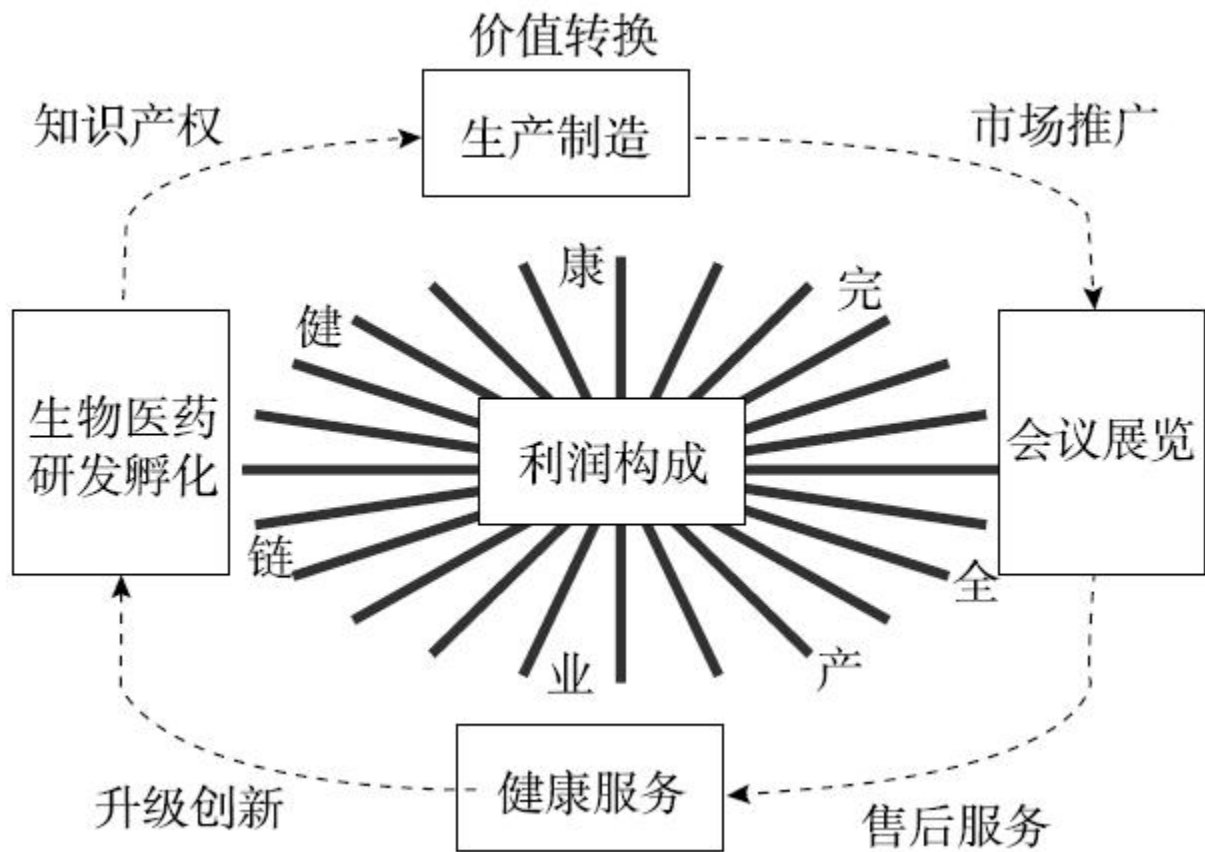 价值转换
知识产权
生产制造
市场推广
康
完
健
生物医药
研发孵化
利润构成
会议展览
链
全
业
产
健康服务
升级创新
售后服务